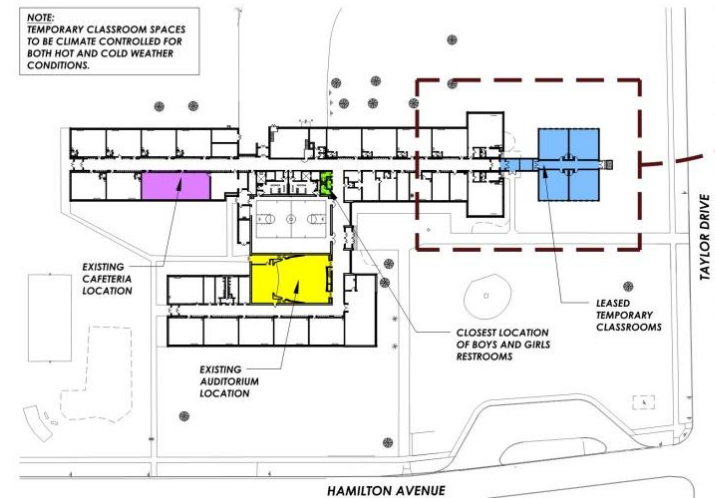 NOTE:
TEMPORARY CLASSROOM SPACES
TO BE CLIMATE CONTROLLED FOR
BOTH HOT AND COLD WEATHER
CONDITIONS.
TAYLOR DRIVE
EXISTING
CAFETERIA
LOCATION
LEASED
TEMPORARY
CLASSROOMS
CLOSEST LOCATION
OF BOYS AND GIRLS
RESTROOMS
EXISTING
AUDITORIUM
LOCATION
HAMILTON AVENUE